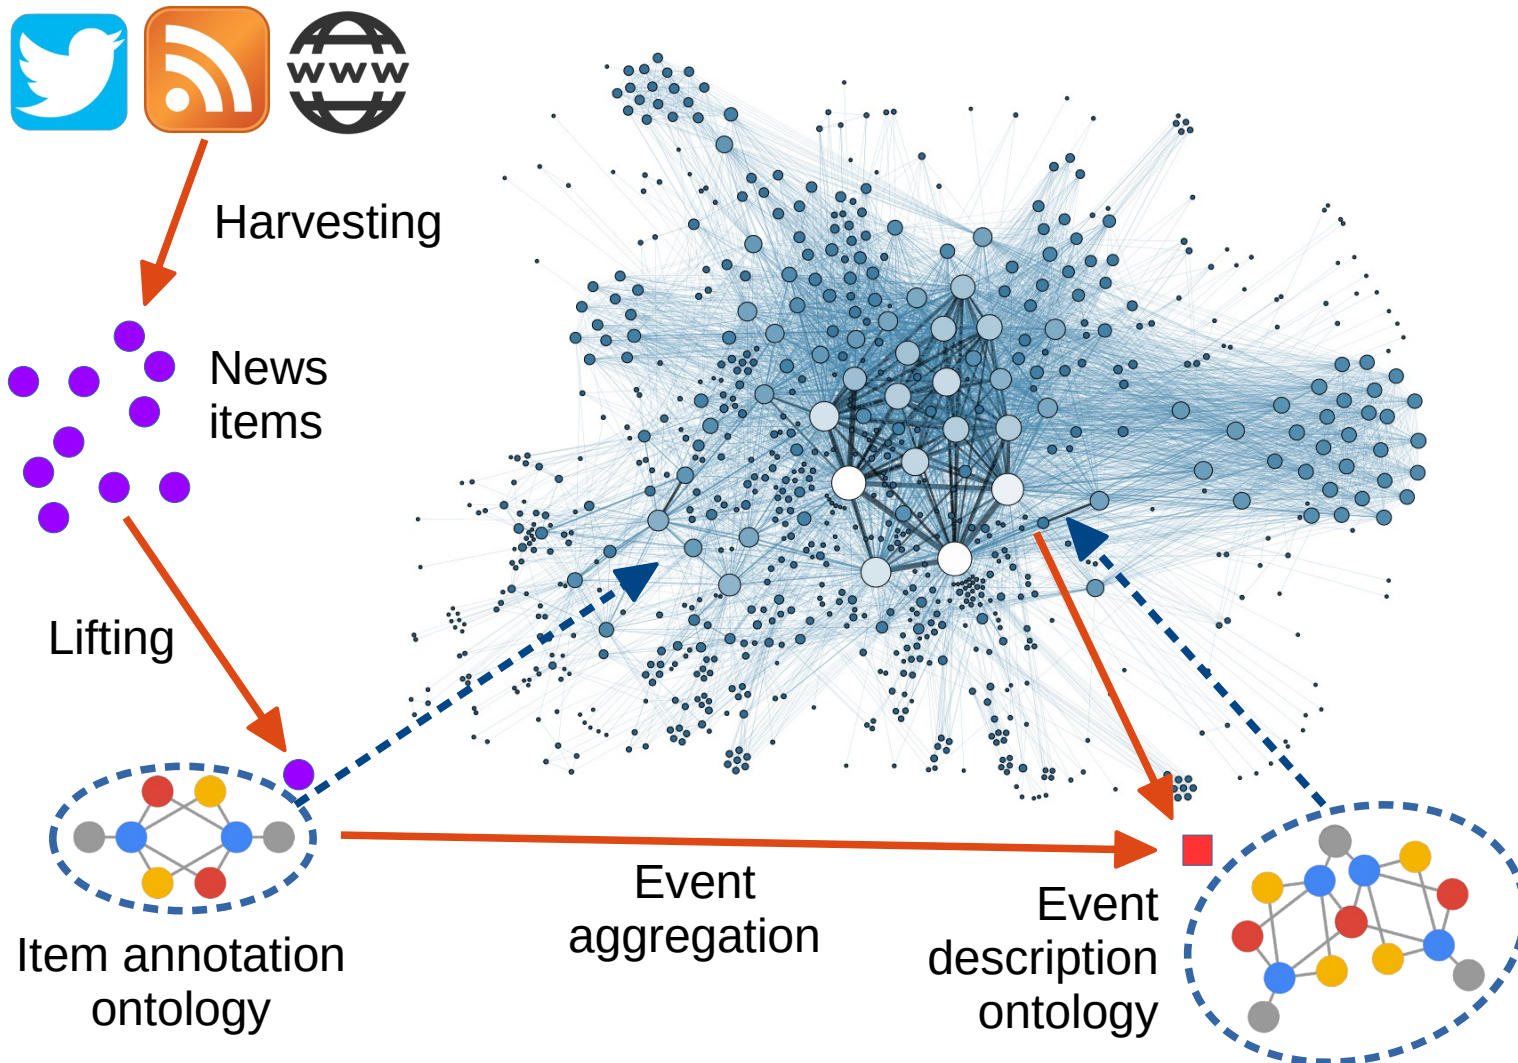 WWW
Harvesting
News
items
Lifting
Event
aggregation
Event
description
ontology
Item annotation
ontology